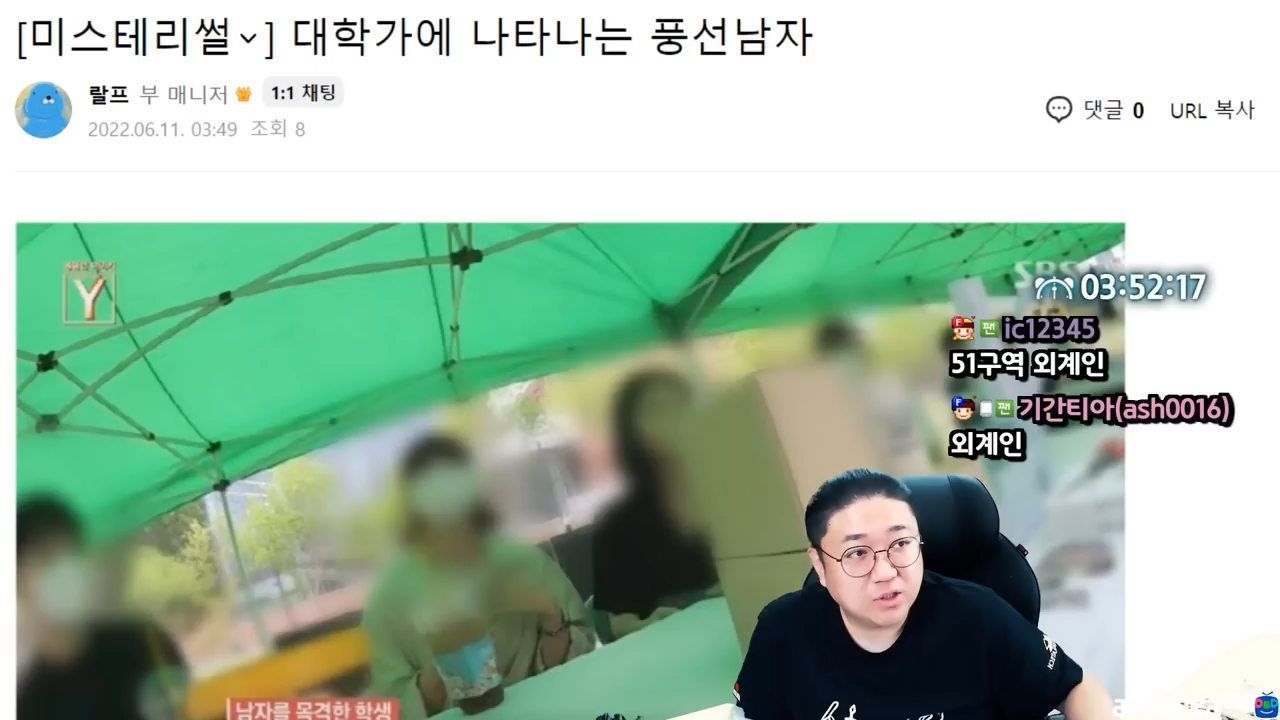 [미스테리썰] 대학가에 나타나는 풍선남자
랄프 부 매니저 1:1 채팅
2022.06.11. 03:49 조회 8
댓글 0 URL 복사
Y
SBS
03:52:17
팬 ic12345
51구역 외계인
팬 기간티아(ash0016)
외계인
남자를 목격한 학생